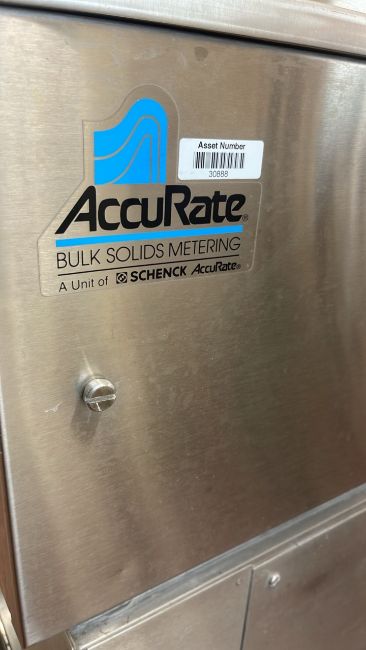 Asset Number
30888
AccuRate®
BULK SOLIDS METERING
A Unit of SCHENCK AccuRate®